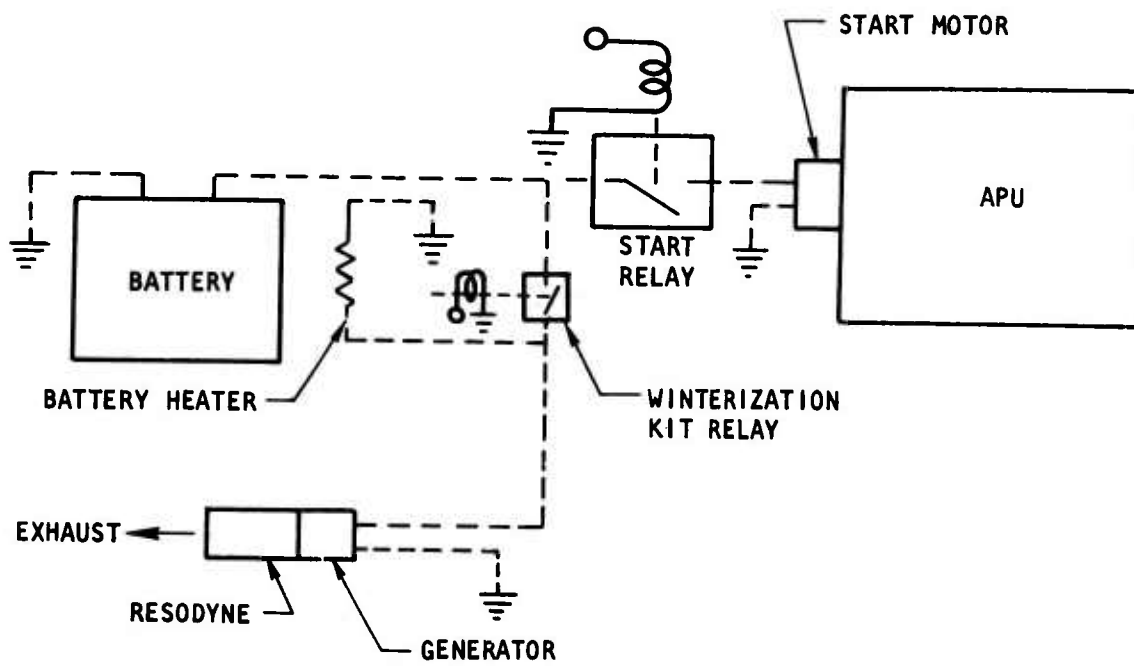 START MOTOR
APU
START
RELAY
BATTERY
BATTERY HEATER
WINTERIZATION
KIT RELAY
EXHAUST
RESODYNE
GENERATOR